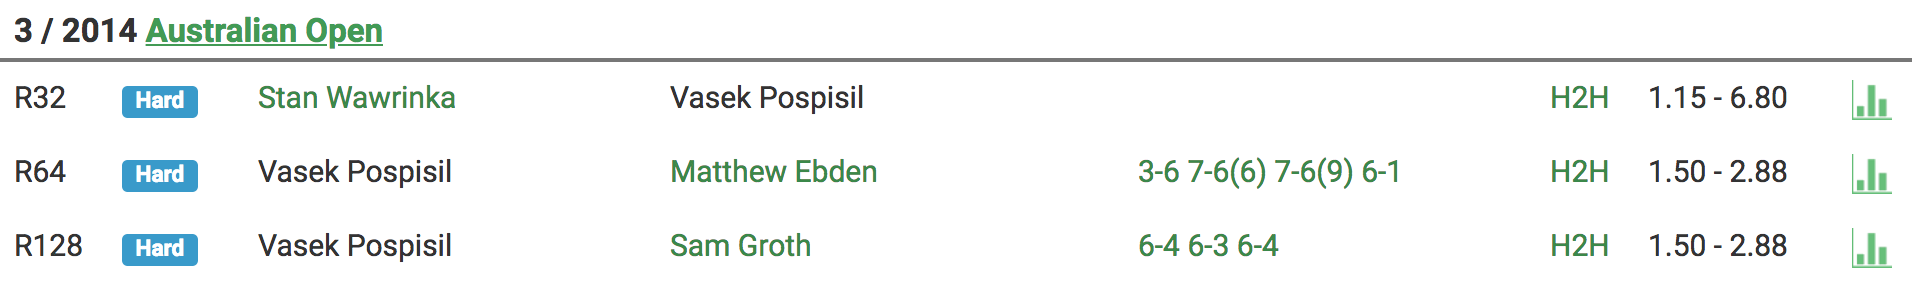 3 / 2014 Australian Open
R32 Hard Stan Wawrinka Vasek Pospisil H2H 1.15 - 6.80
R64 Hard Vasek Pospisil Matthew Ebden 3-6 7-6(6) 7-6(9) 6-1 H2H 1.50 - 2.88
R128 Hard Vasek Pospisil Sam Groth 6-4 6-3 6-4 H2H 1.50 - 2.88